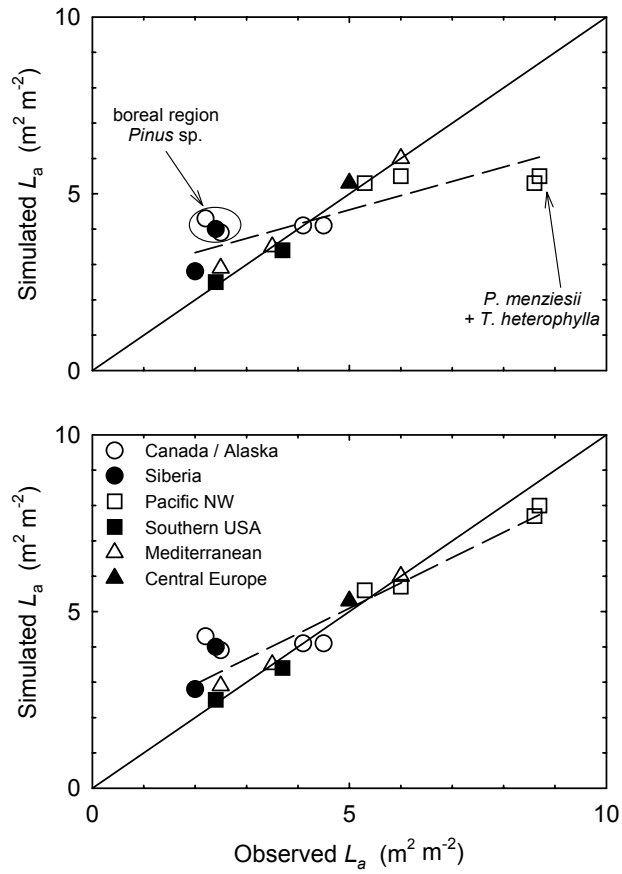 10
boreal region
Pinus sp.
Simulated Lₐ (m² m⁻²)
5
P. menziesii
+ T. heterophylla
0
10
Canada / Alaska
Siberia
Pacific NW
Southern USA
Mediterranean
Central Europe
Simulated Lₐ (m² m⁻²)
5
0
0 5 10
Observed Lₐ (m² m⁻²)